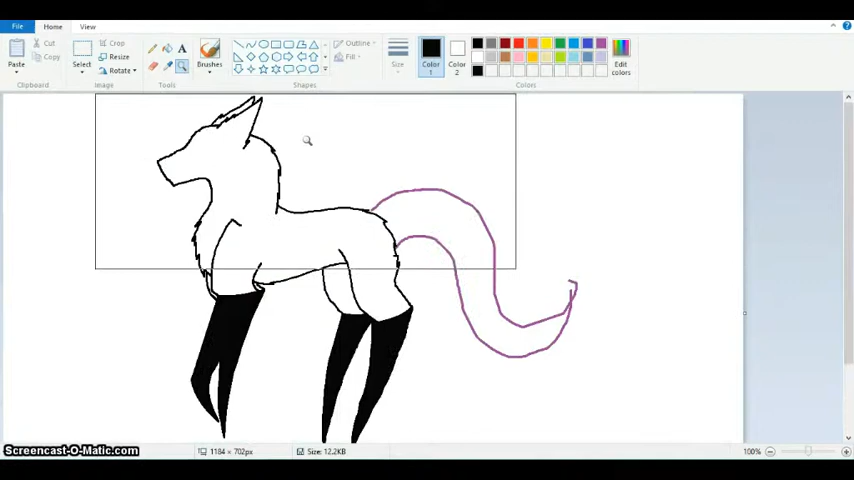 File Home View
Paste Cut Copy Select Crop Resize Rotate A Brushes Outline Fill Size Color 1 Color 2 Edit colors
Clipboard Image Tools Shapes Colors
Screencast-O-Matic.com 1184 × 702px Size: 12.2KB 100%